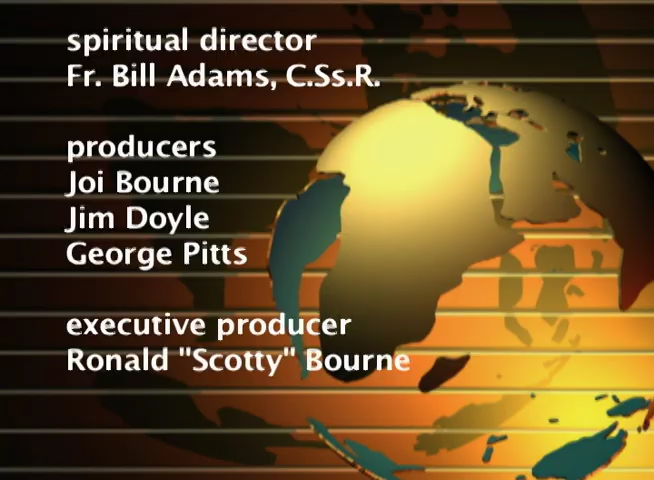 spiritual director
Fr. Bill Adams, C.Ss.R.
producers
Joi Bourne
Jim Doyle
George Pitts
executive producer
Ronald "Scotty" Bourne